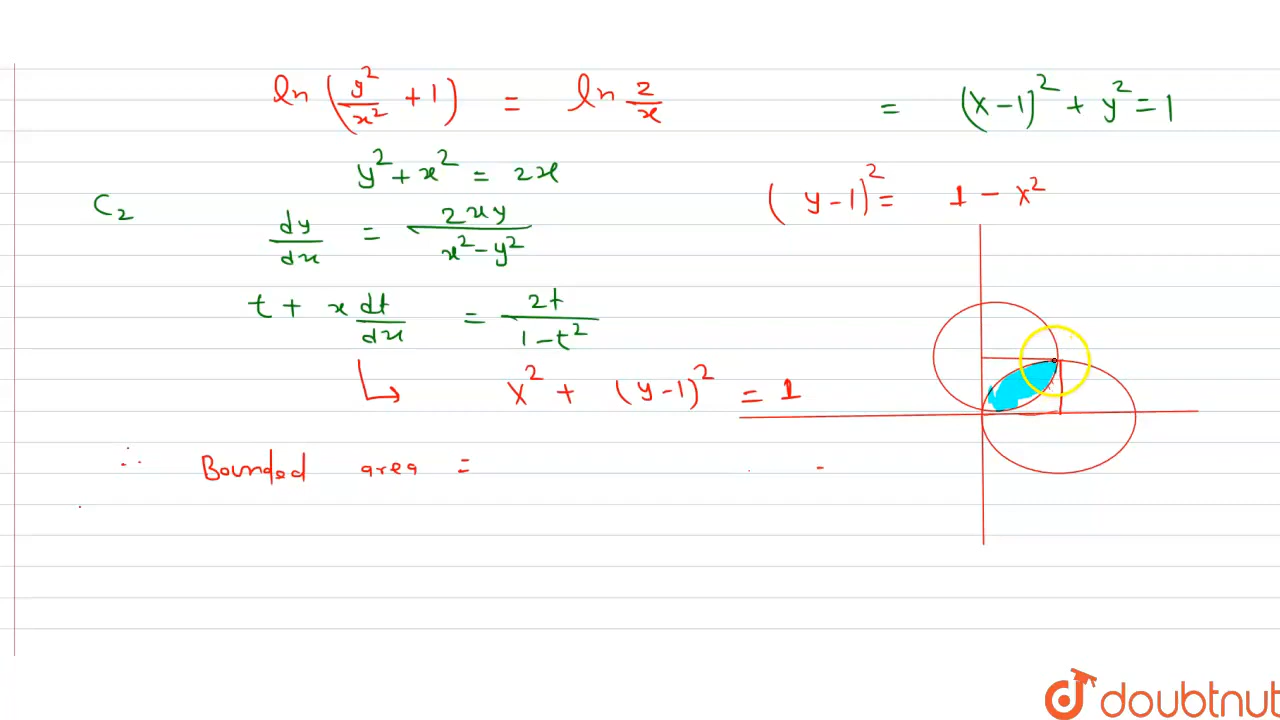 ln (y²/x² + 1) = ln 2/x
= (x-1)² + y² = 1
y² + x² = 2x
(y-1)² = 1 - x²
C₂
dy/dx = 2xy/x²-y²
t + x dt/dx = 2t/1-t²
↳ x² + (y-1)² = 1
∴ Bounded area =
doubtnut